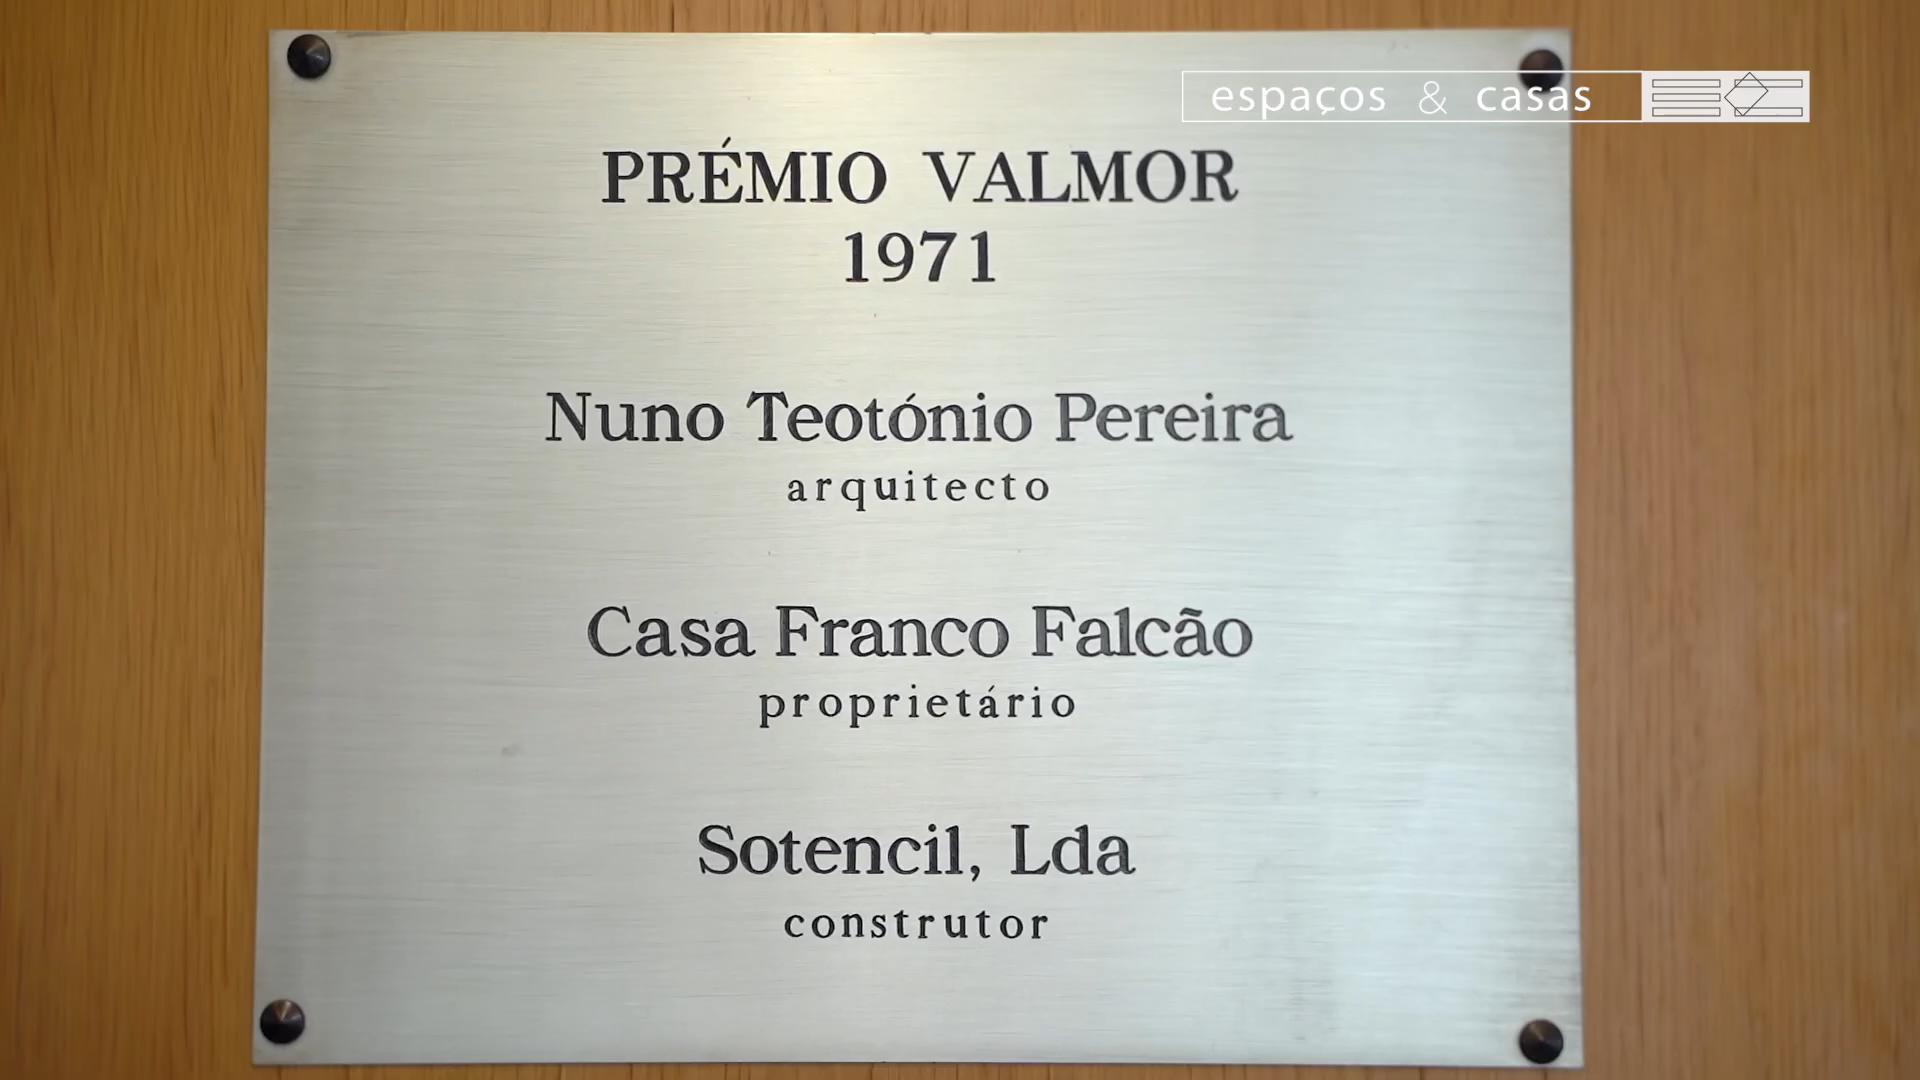 espaços & casas
PRÉMIO VALMOR
1971
Nuno Teotónio Pereira
arquitecto
Casa Franco Falcão
proprietário
Sotencil, Lda
construtor